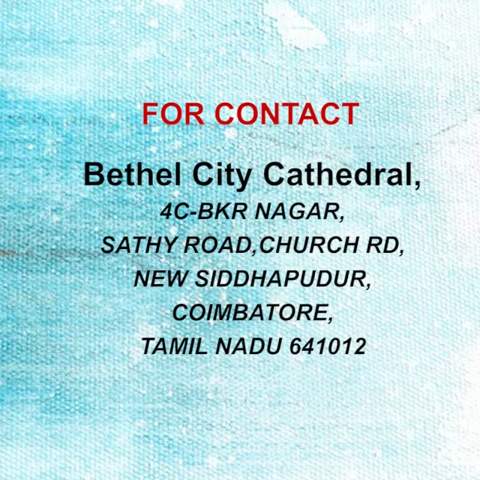 FOR CONTACT
Bethel City Cathedral,
4C-BKR NAGAR,
SATHY ROAD,CHURCH RD,
NEW SIDDHAPUDUR,
COIMBATORE,
TAMIL NADU 641012